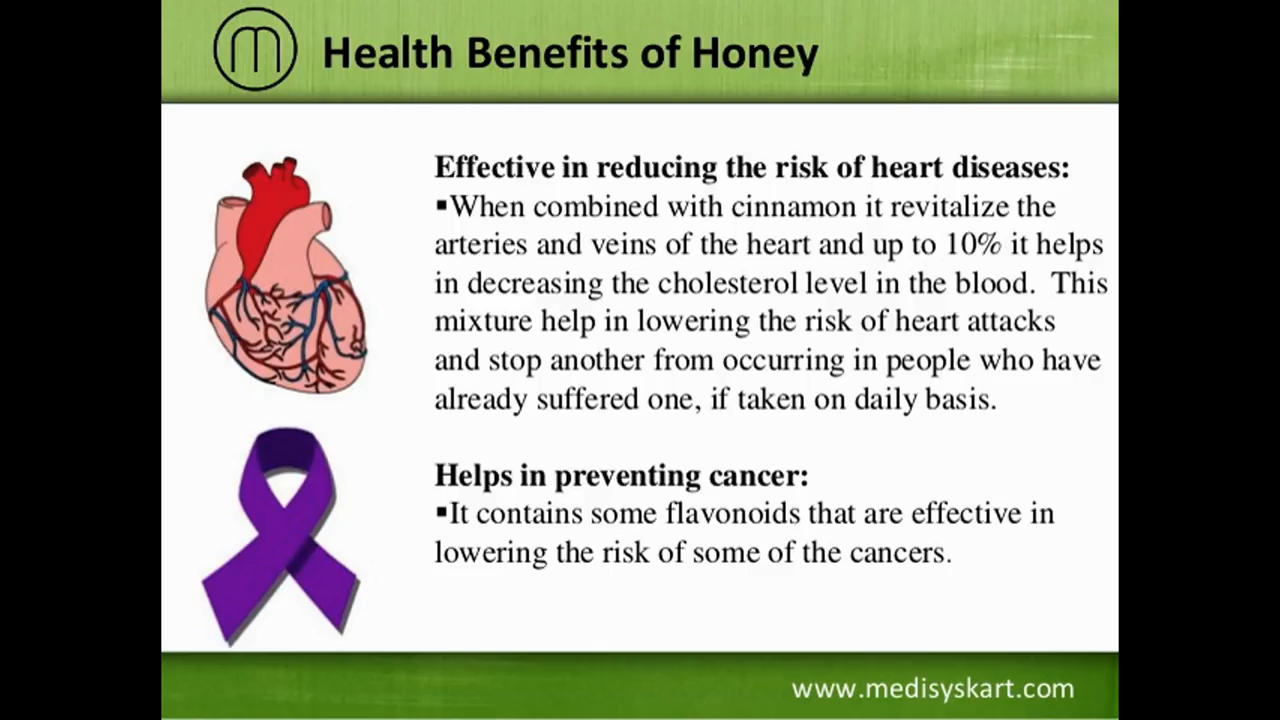 Health Benefits of Honey
Effective in reducing the risk of heart diseases:
▪When combined with cinnamon it revitalize the
arteries and veins of the heart and up to 10% it helps
in decreasing the cholesterol level in the blood.  This
mixture help in lowering the risk of heart attacks
and stop another from occurring in people who have
already suffered one, if taken on daily basis.
Helps in preventing cancer:
▪It contains some flavonoids that are effective in
lowering the risk of some of the cancers.
www.medisyskart.com